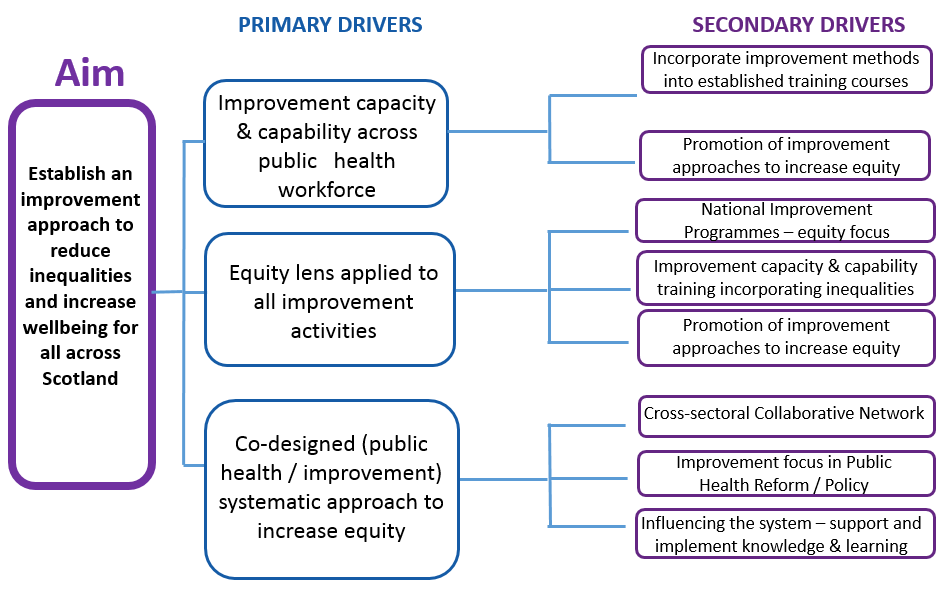 PRIMARY DRIVERS
SECONDARY DRIVERS
Aim
Establish an
improvement
approach to
reduce
inequalities
and increase
wellbeing for
all across
Scotland
Improvement capacity
& capability across
public health
workforce
Incorporate improvement methods
into established training courses
Promotion of improvement
approaches to increase equity
Equity lens applied to
all improvement
activities
National Improvement
Programmes – equity focus
Improvement capacity & capability
training incorporating inequalities
Promotion of improvement
approaches to increase equity
Co-designed (public
health / improvement)
systematic approach to
increase equity
Cross-sectoral Collaborative Network
Improvement focus in Public
Health Reform / Policy
Influencing the system – support and
implement knowledge & learning